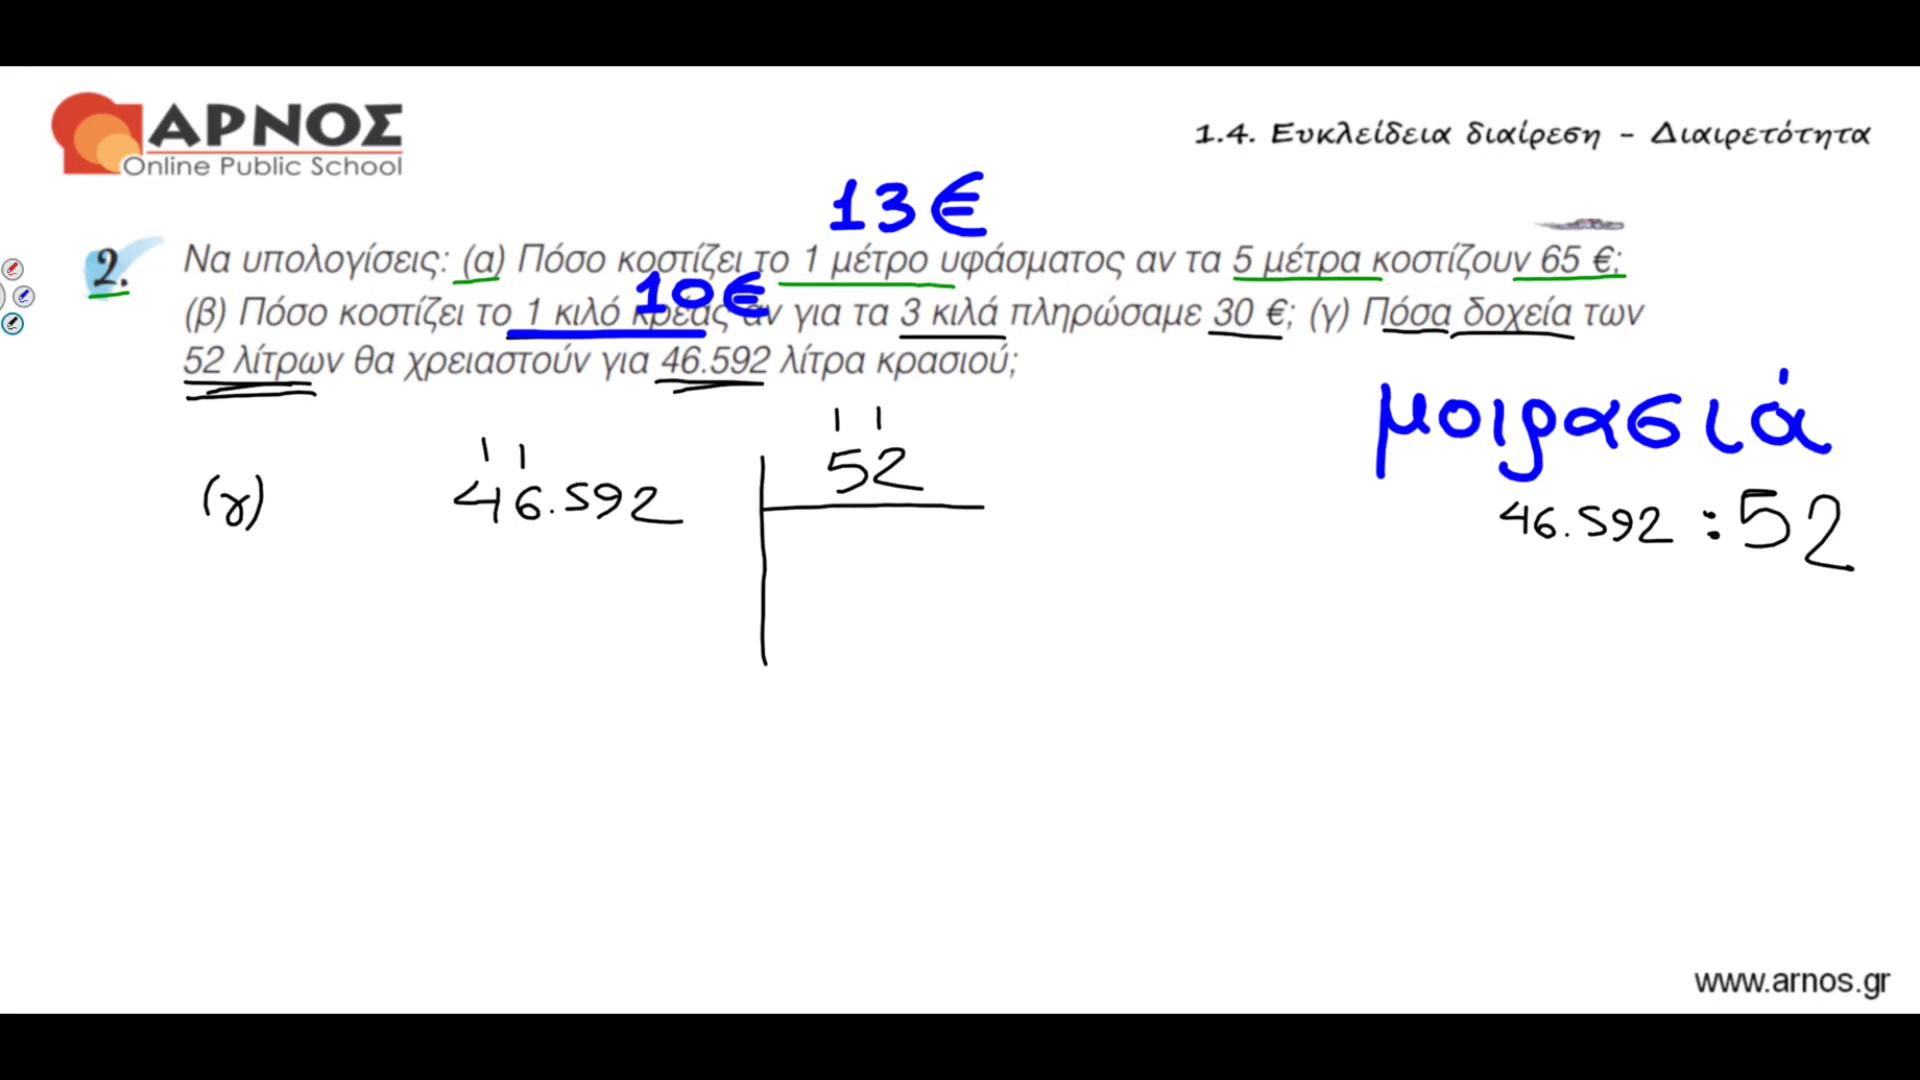 ΑΡΝΟΣ
Online Public School
1.4. Ευκλείδεια διαίρεση - Διαιρετότητα
13€
2. Να υπολογίσεις: (α) Πόσο κοστίζει το 1 μέτρο υφάσματος αν τα 5 μέτρα κοστίζουν 65 €;
10€
(β) Πόσο κοστίζει το 1 κιλό κρέας αν για τα 3 κιλά πληρώσαμε 30 €; (γ) Πόσα δοχεία των
52 λίτρων θα χρειαστούν για 46.592 λίτρα κρασιού;
μοιρασιά
(γ) 46.592 52
46.592 : 52
www.arnos.gr